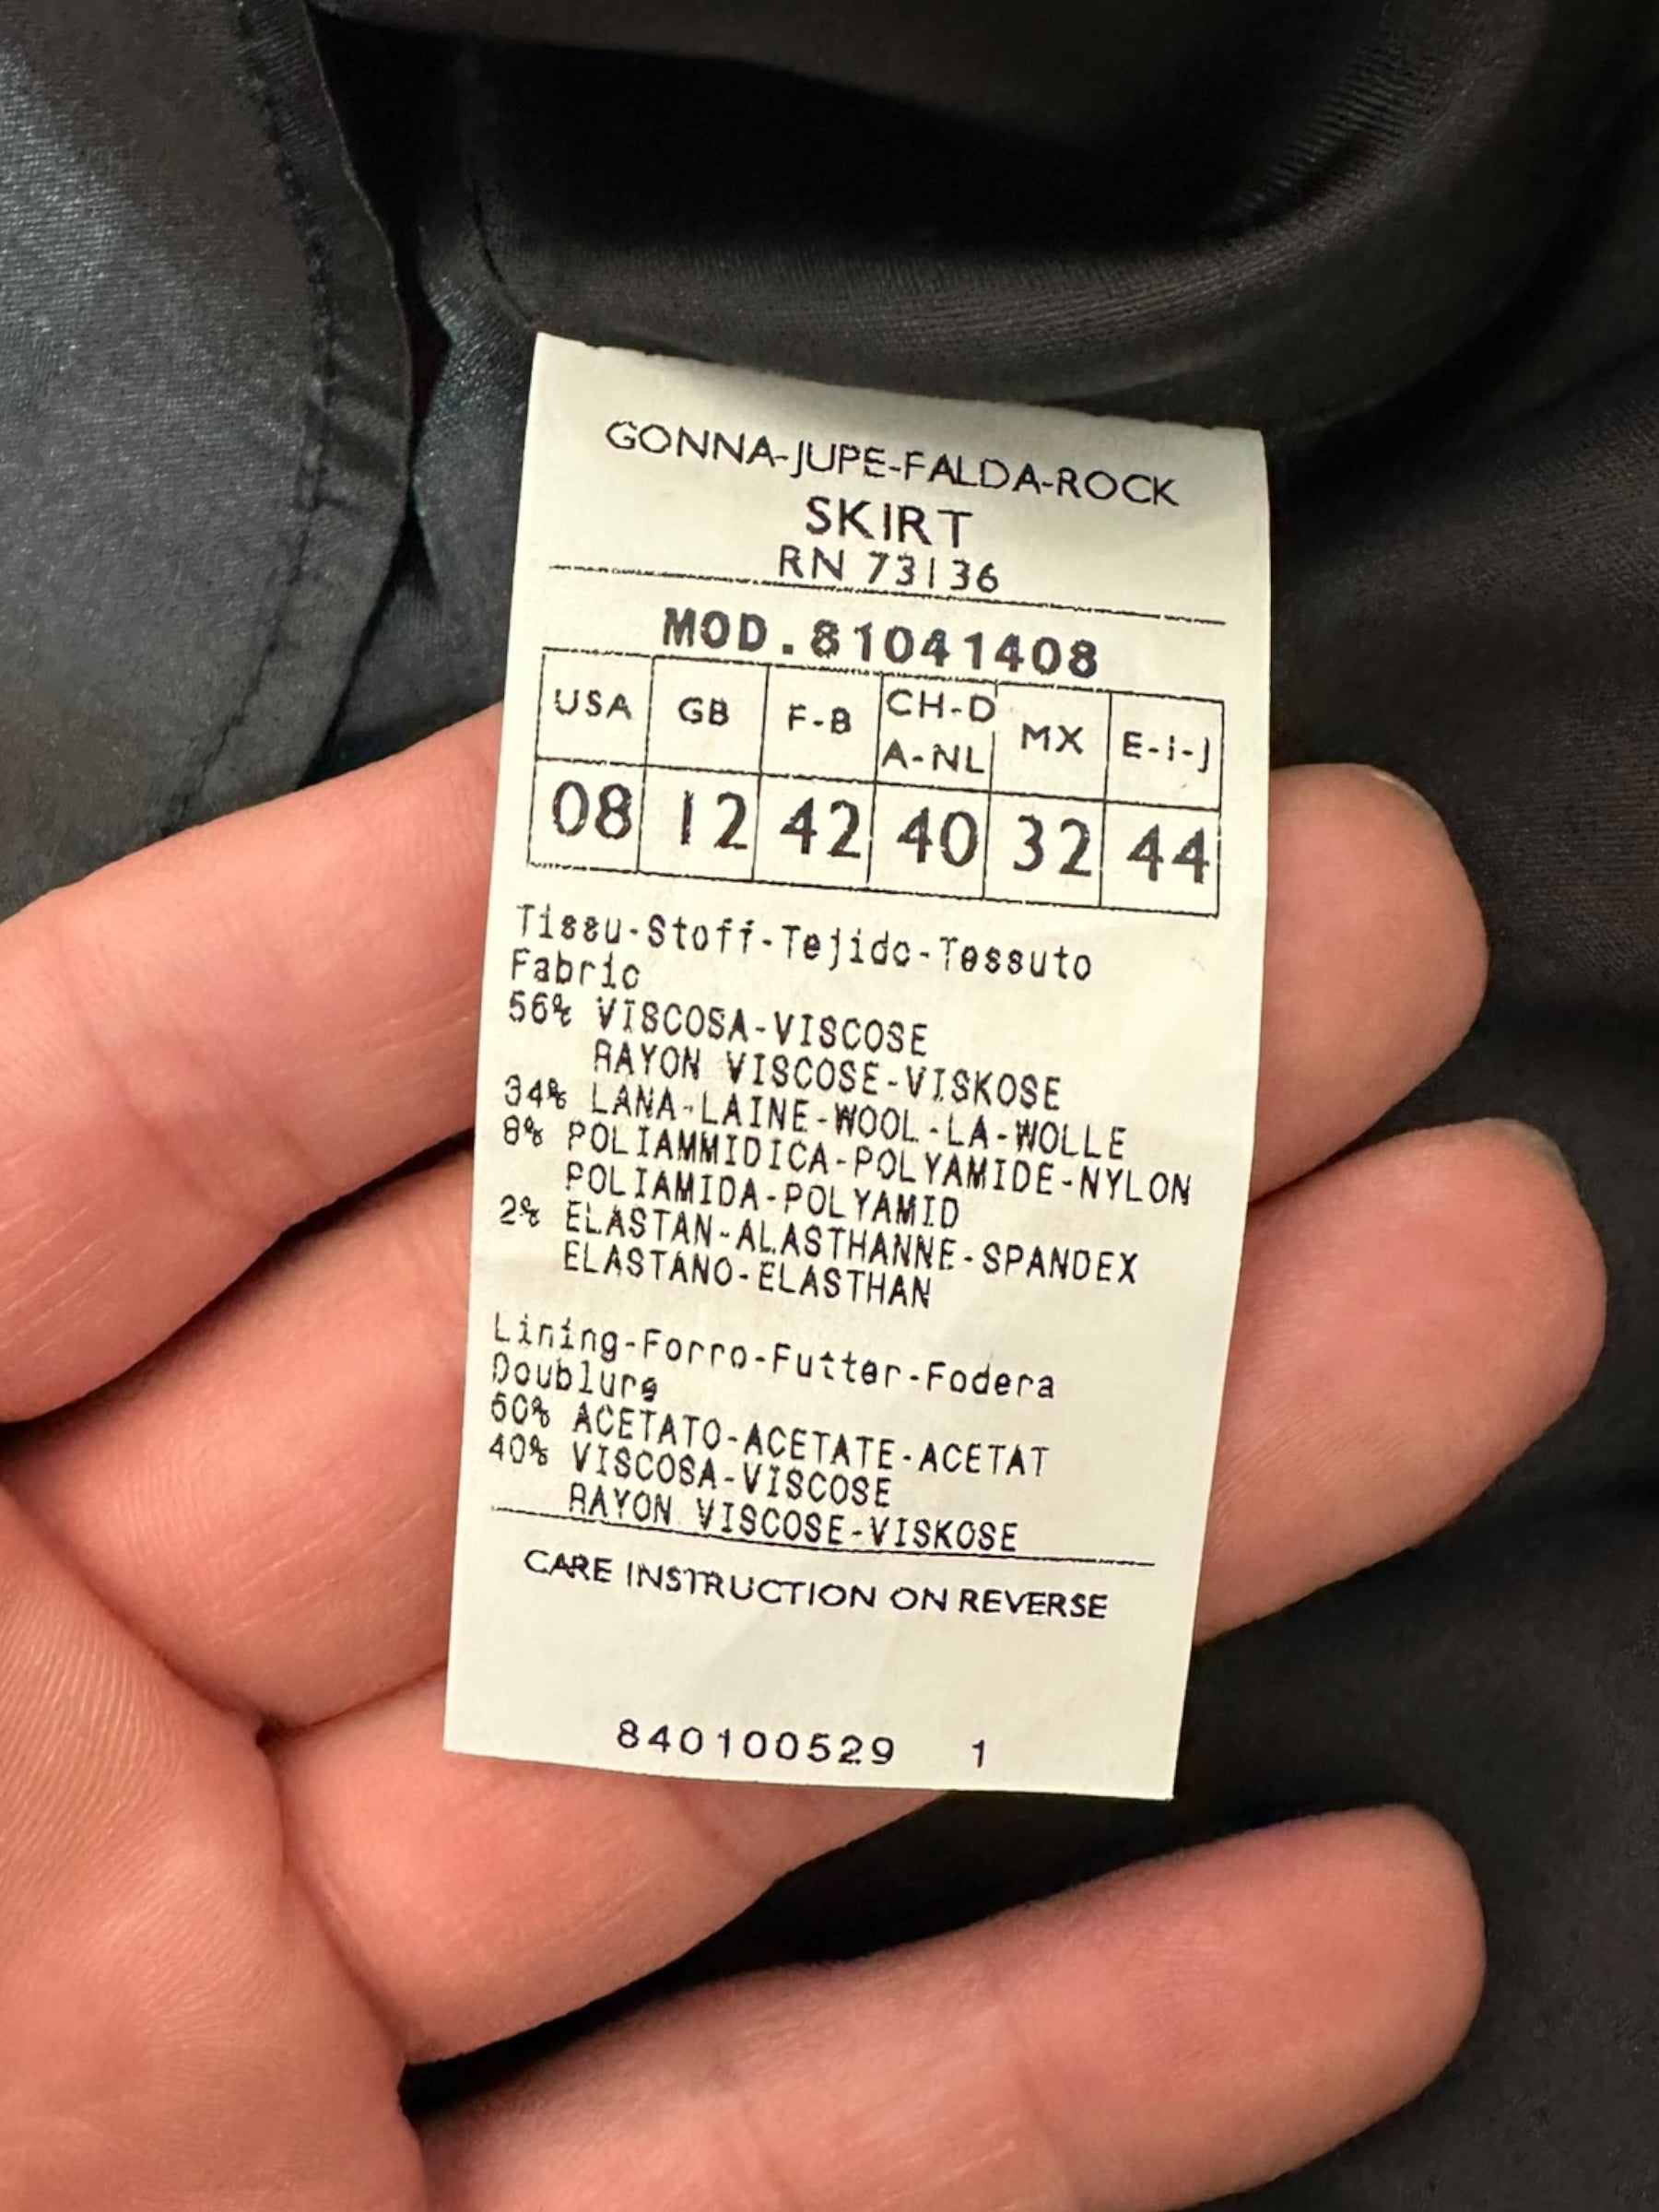 GONNA-JUPE-FALDA-ROCK
SKIRT
RN 73136
MOD.81041408
USA GB F-B CH-D A-NL MX E-I-J
08 12 42 40 32 44
Tissu-Stoff-Tejido-Tessuto
Fabric
56% VISCOSA-VISCOSE
RAYON VISCOSE-VISKOSE
34% LANA-LAINE-WOOL-LA-WOLLE
8% POLIAMMIDICA-POLYAMIDE-NYLON
POLIAMIDA-POLYAMID
2% ELASTAN-ALASTHANNE-SPANDEX
ELASTANO-ELASTHAN
Lining-Forro-Futter-Fodera
Doublure
60% ACETATO-ACETATE-ACETAT
40% VISCOSA-VISCOSE
RAYON VISCOSE-VISKOSE
CARE INSTRUCTION ON REVERSE
840100529 1